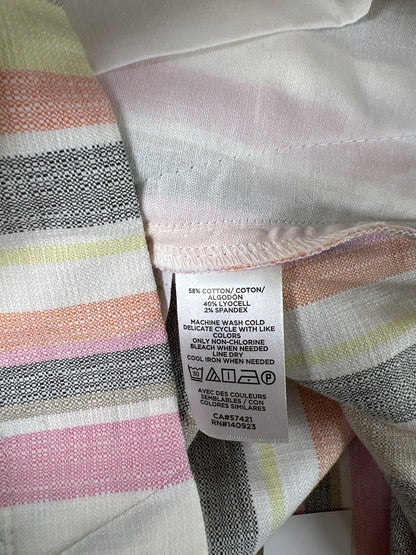 58% COTTON/ COTON/
ALGODÓN
40% LYOCELL
2% SPANDEX
MACHINE WASH COLD
DELICATE CYCLE WITH LIKE
COLORS
ONLY NON-CHLORINE
BLEACH WHEN NEEDED
LINE DRY
COOL IRON WHEN NEEDED
30 P
AVEC DES COULEURS
SEMBLABLES / CON
COLORES SIMILARES
CA#57421
RN#140923